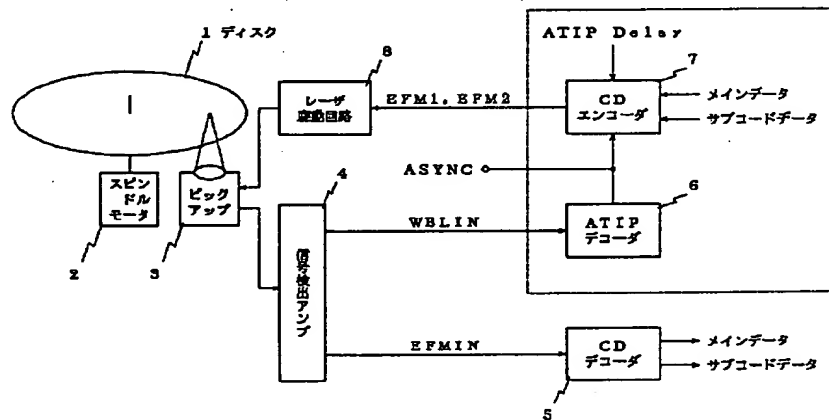 1 ディスク
スピン
ドル
モータ
2
ピック
アップ
3
8
レーザ
駆動回路
EFM1, EFM2
ATIP Delay
7
CD
エンコーダ
メインデータ
サブコードデータ
ASYNC
4
信号検出アンプ
WBLIN
6
ATIP
デコーダ
EFMIN
CD
デコーダ
メインデータ
サブコードデータ
5